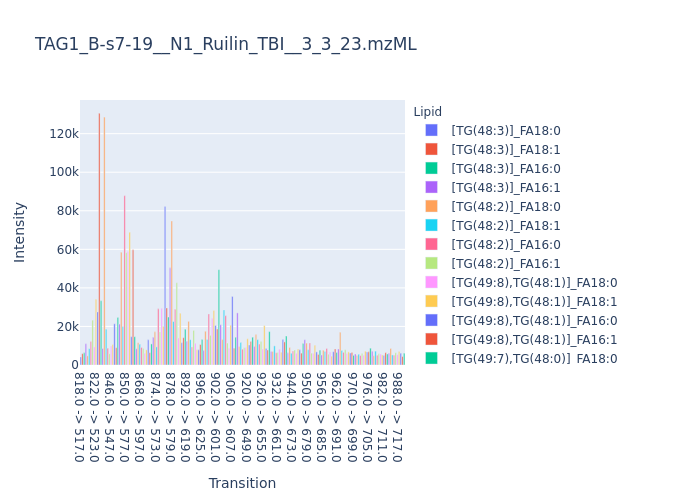 TAG1_B-s7-19__N1_Ruilin_TBI__3_3_23.mzML
Lipid
[TG(48:3)]_FA18:0
[TG(48:3)]_FA18:1
[TG(48:3)]_FA16:0
[TG(48:3)]_FA16:1
[TG(48:2)]_FA18:0
[TG(48:2)]_FA18:1
[TG(48:2)]_FA16:0
[TG(48:2)]_FA16:1
[TG(49:8),TG(48:1)]_FA18:0
[TG(49:8),TG(48:1)]_FA18:1
[TG(49:8),TG(48:1)]_FA16:0
[TG(49:8),TG(48:1)]_FA16:1
[TG(49:7),TG(48:0)]_FA18:0
Intensity
120k
100k
80k
60k
40k
20k
0
818.0 -> 517.0
822.0 -> 523.0
846.0 -> 547.0
850.0 -> 577.0
868.0 -> 597.0
874.0 -> 573.0
878.0 -> 579.0
892.0 -> 619.0
896.0 -> 625.0
902.0 -> 601.0
906.0 -> 607.0
920.0 -> 649.0
926.0 -> 655.0
932.0 -> 661.0
944.0 -> 673.0
950.0 -> 679.0
956.0 -> 685.0
962.0 -> 691.0
970.0 -> 699.0
976.0 -> 705.0
982.0 -> 711.0
988.0 -> 717.0
Transition